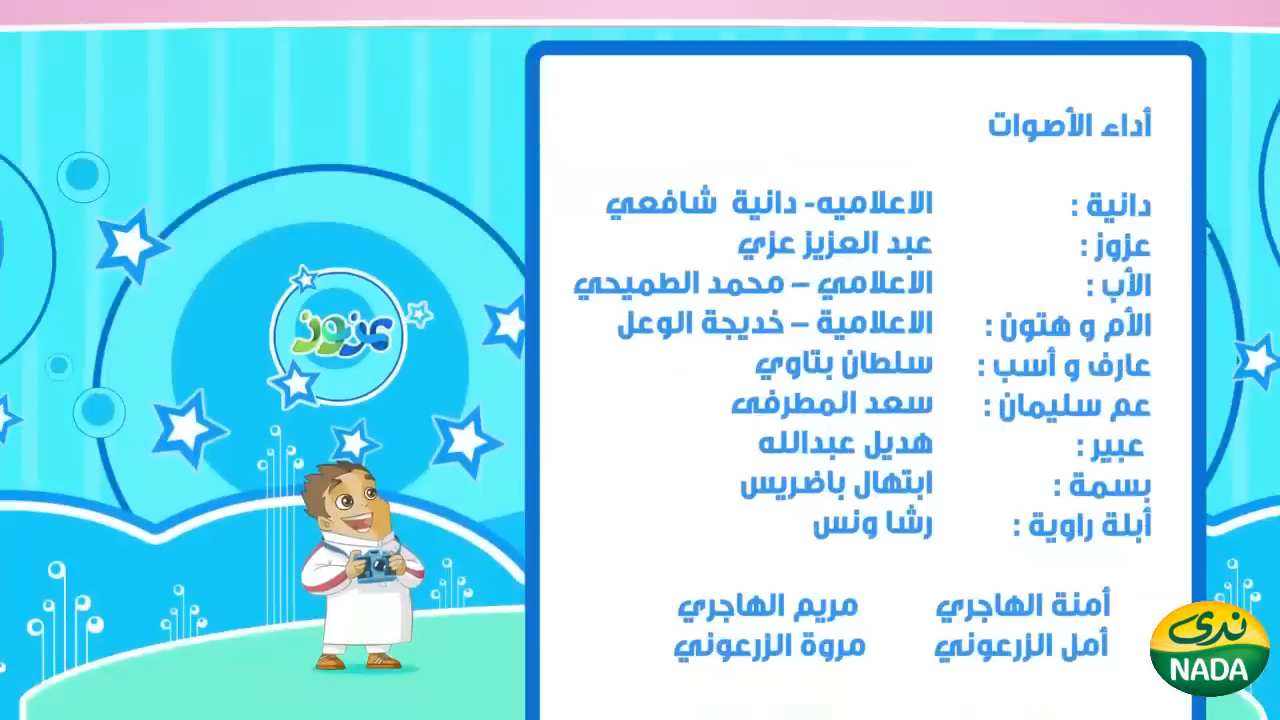 أداء الأصوات
دانية : الاعلاميه- دانية شافعي
عزوز : عبد العزيز عزي
الأب : الاعلامي – محمد الطميحي
الأم و هتون : الاعلامية – خديجة الوعل
عارف و أسب : سلطان بتاوي
عم سليمان : سعد المطرفى
عبير : هديل عبدالله
بسمة : ابتهال باضريس
أبلة راوية : رشا ونس
أمنة الهاجري مريم الهاجري
أمل الزرعوني مروة الزرعوني
عزوز
ندى
NADA